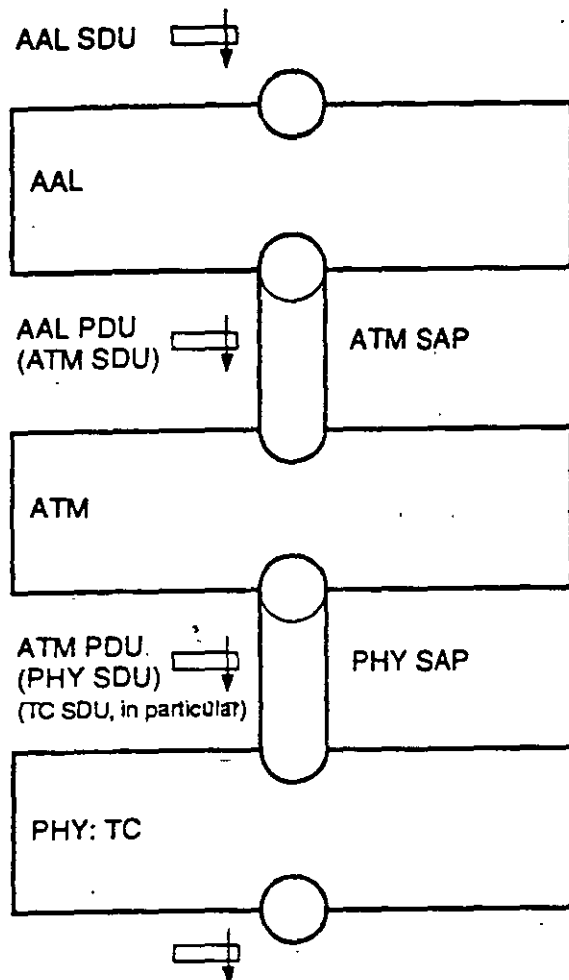 AAL SDU
AAL
AAL PDU
(ATM SDU)
ATM SAP
ATM
ATM PDU.
(PHY SDU)
(TC SDU, in particular)
PHY SAP
PHY: TC